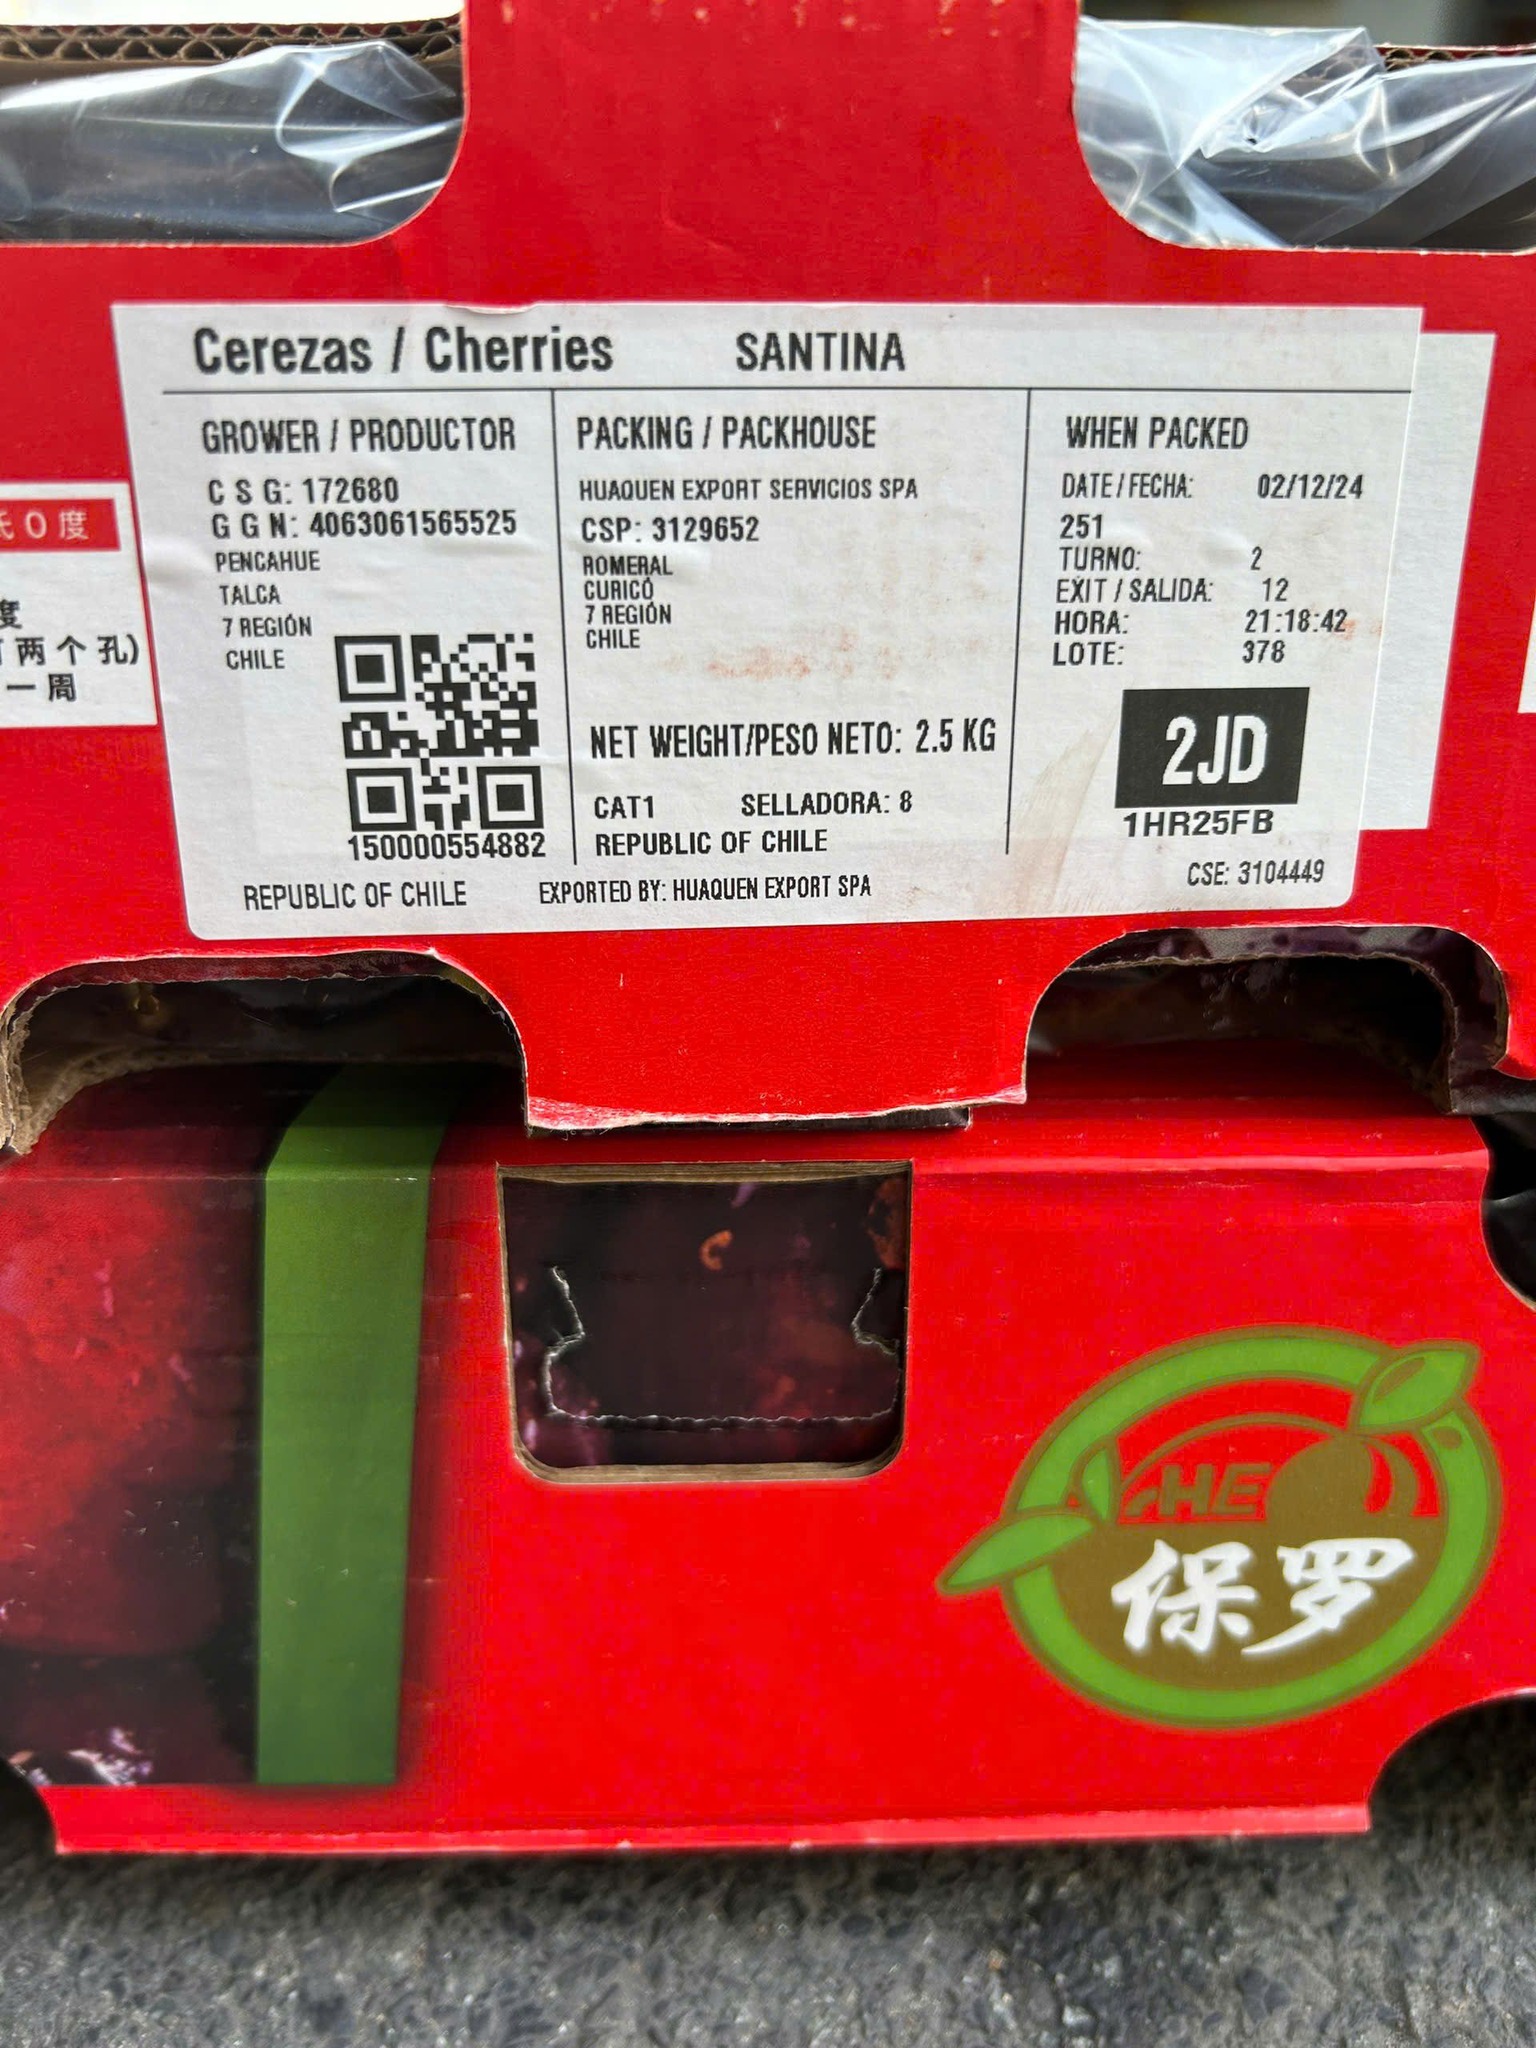 Cerezas / Cherries SANTINA
GROWER / PRODUCTOR
C S G: 172680
G G N: 4063061565525
PENCAHUE
TALCA
7 REGIÓN
CHILE
150000554882
REPUBLIC OF CHILE
PACKING / PACKHOUSE
HUAQUEN EXPORT SERVICIOS SPA
CSP: 3129652
ROMERAL
CURICÓ
7 REGIÓN
CHILE
NET WEIGHT/PESO NETO: 2.5 KG
CAT1 SELLADORA: 8
REPUBLIC OF CHILE
EXPORTED BY: HUAQUEN EXPORT SPA
WHEN PACKED
DATE/FECHA: 02/12/24
251
TURNO: 2
EXIT / SALIDA: 12
HORA: 21:18:42
LOTE: 378
2JD
1HR25FB
CSE: 3104449
0度
度
两个孔)
一周
HE
保罗